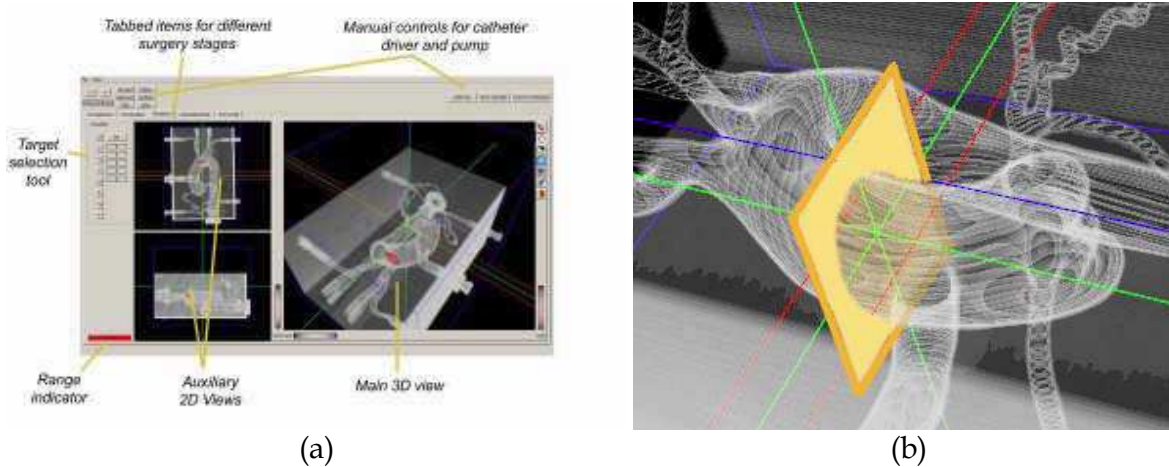 Tabbed items for different
surgery stages
Manual controls for catheter
driver and pump
Target
selection
tool
Range
indicator
Auxiliary
2D Views
Main 3D view
(a)
(b)